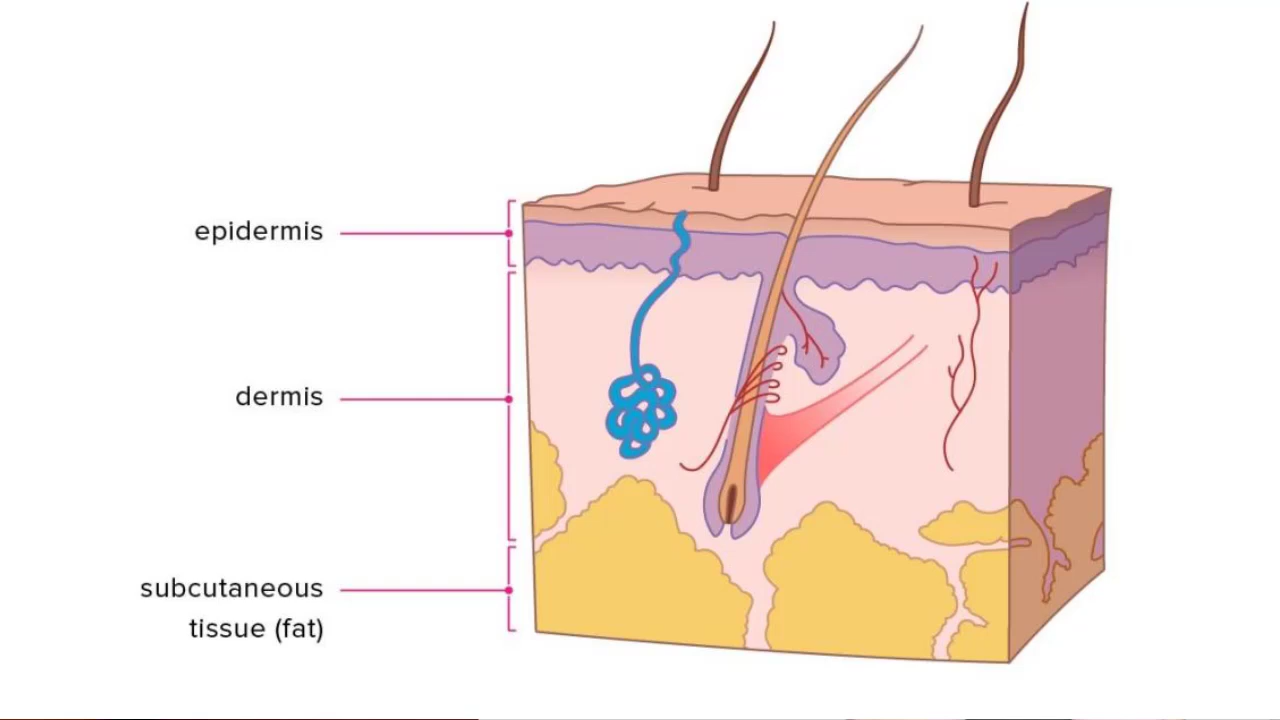 epidermis
dermis
subcutaneous
tissue (fat)